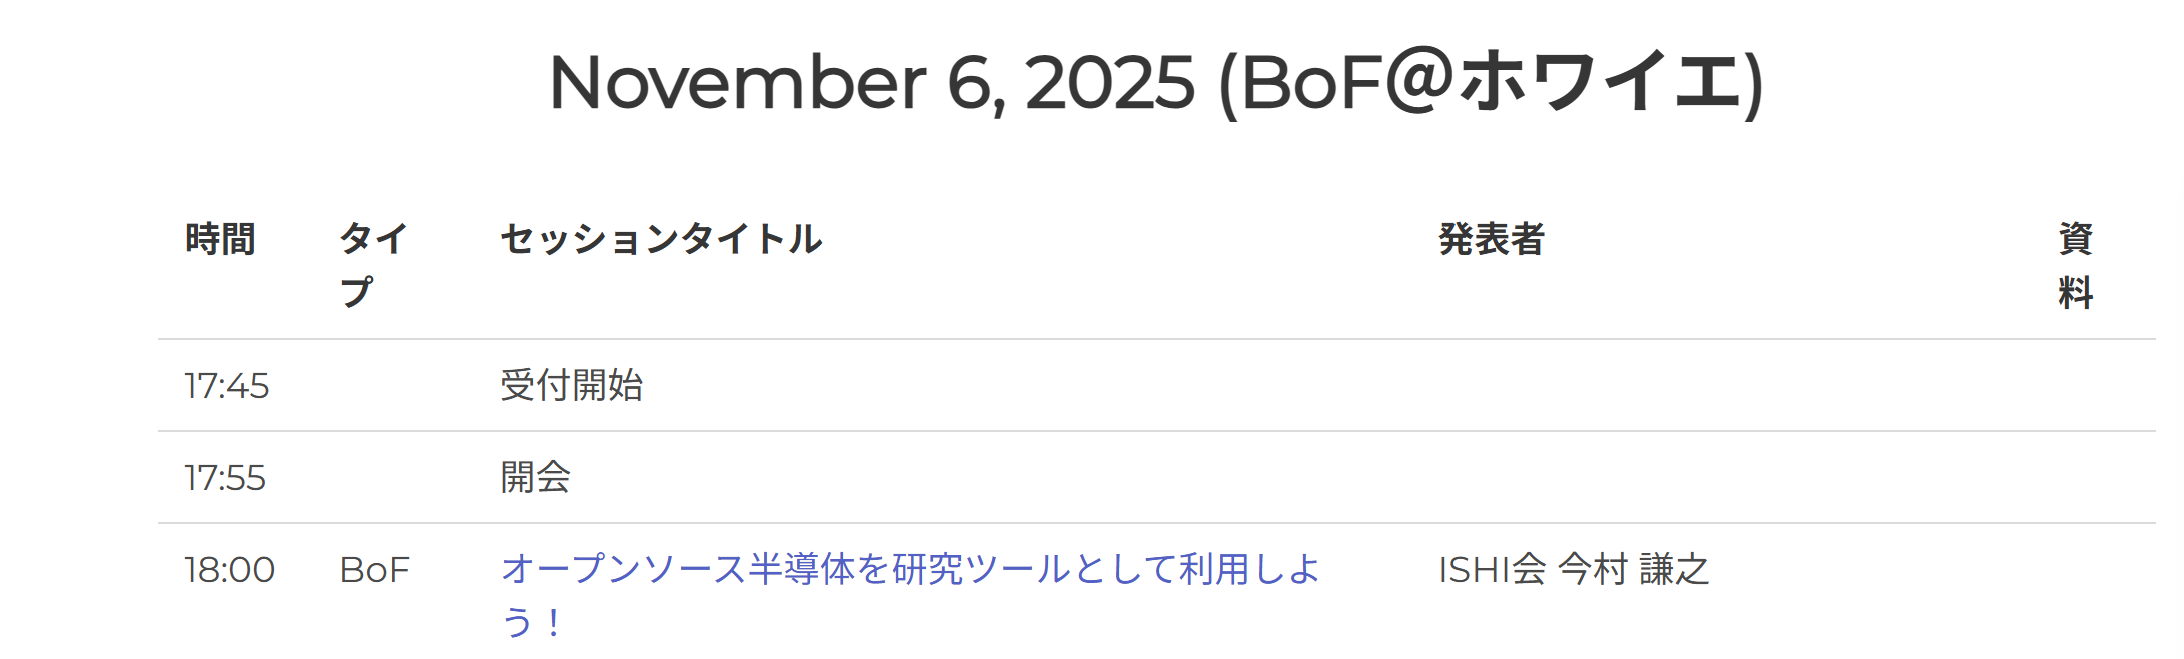 November 6, 2025 (BoF@ホワイエ)
時間 タイプ セッションタイトル 発表者 資料
17:45 受付開始
17:55 開会
18:00 BoF オープンソース半導体を研究ツールとして利用しよ ISHI会 今村 謙之
う！